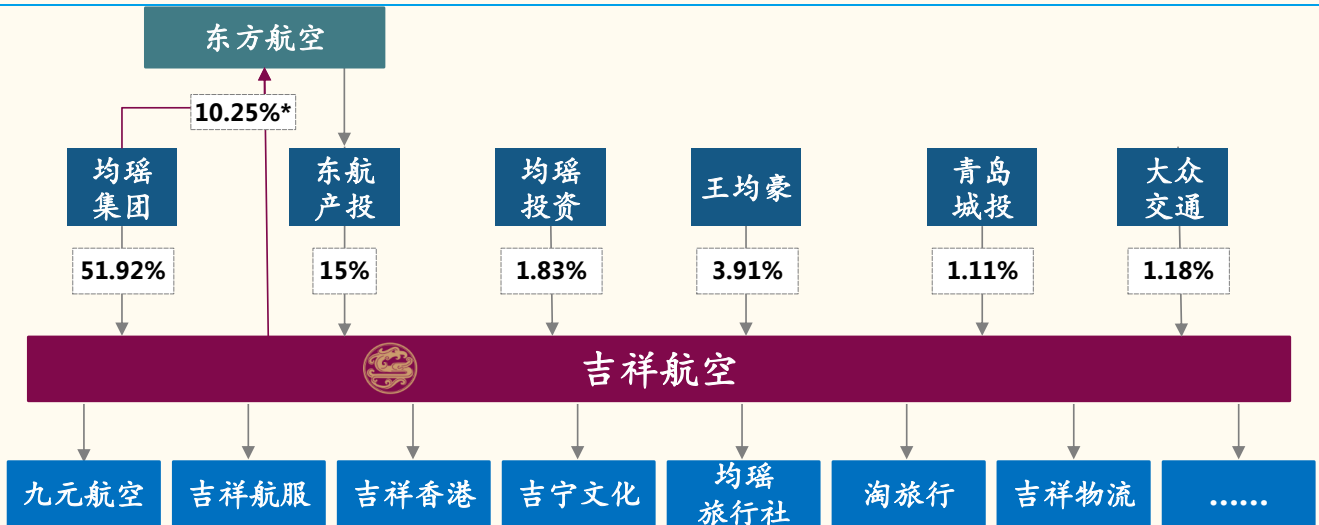 东方航空
10.25%*
均瑶
集团
东航
产投
均瑶
投资
王均豪
青岛
城投
大众
交通
51.92%
15%
1.83%
3.91%
1.11%
1.18%
吉祥航空
九元航空
吉祥航服
吉祥香港
吉宁文化
均瑶
旅行社
淘旅行
吉祥物流
……